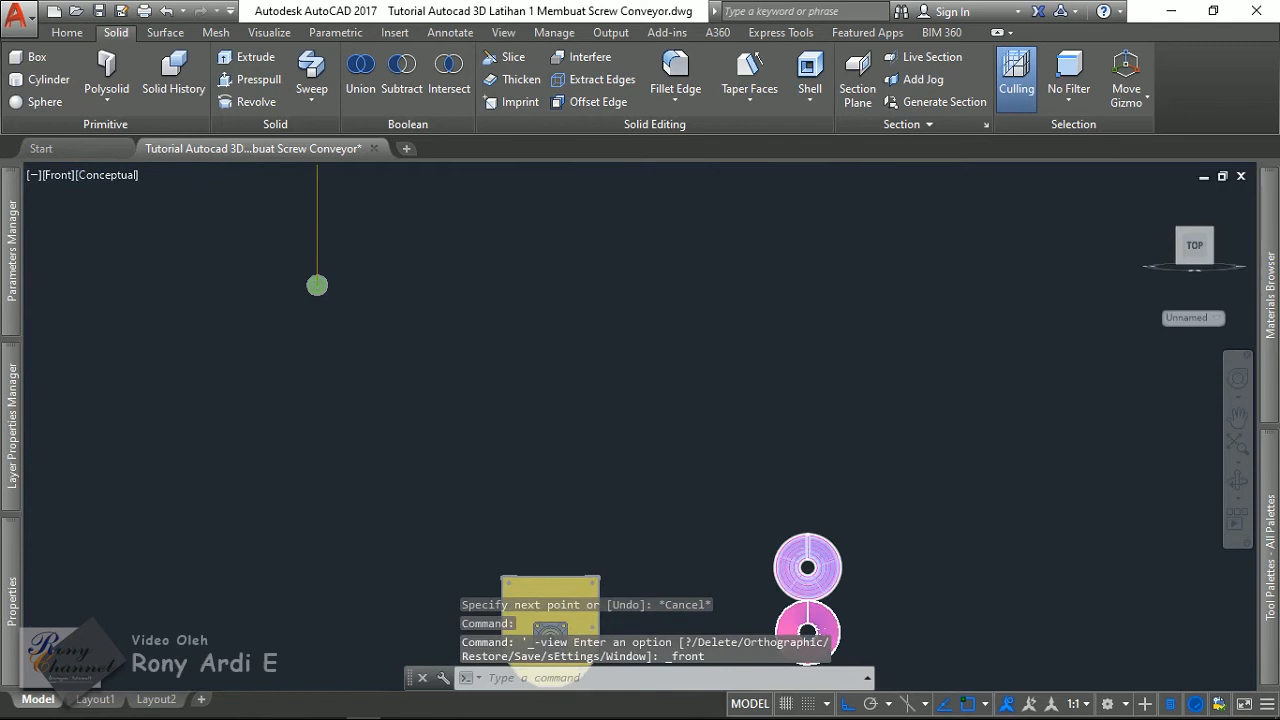 Autodesk AutoCAD 2017 Tutorial Autocad 3D Latihan 1 Membuat Screw Conveyor.dwg
Type a keyword or phrase
Sign In
Home Solid Surface Mesh Visualize Parametric Insert Annotate View Manage Output Add-ins A360 Express Tools Featured Apps BIM 360
Box
Cylinder
Sphere
Polysolid
Solid History
Primitive
Extrude
Presspull
Revolve
Sweep
Solid
Union
Subtract
Intersect
Boolean
Slice
Thicken
Imprint
Interfere
Extract Edges
Offset Edge
Fillet Edge
Taper Faces
Shell
Solid Editing
Section
Plane
Live Section
Add Jog
Generate Section
Section
Culling
No Filter
Move
Gizmo
Selection
Start
Tutorial Autocad 3D...buat Screw Conveyor*
[−][Front][Conceptual]
TOP
Unnamed
Parameters Manager
Layer Properties Manager
Properties
Materials Browser
Tool Palettes - All Palettes
Specify next point or [Undo]: *Cancel*
Command:
Command: '_-view Enter an option [?/Delete/Orthographic/
Restore/Save/sEttings/Window]: _front
Type a command
Rony
Channel
Video Oleh
Rony Ardi E
Model Layout1 Layout2
MODEL
1:1